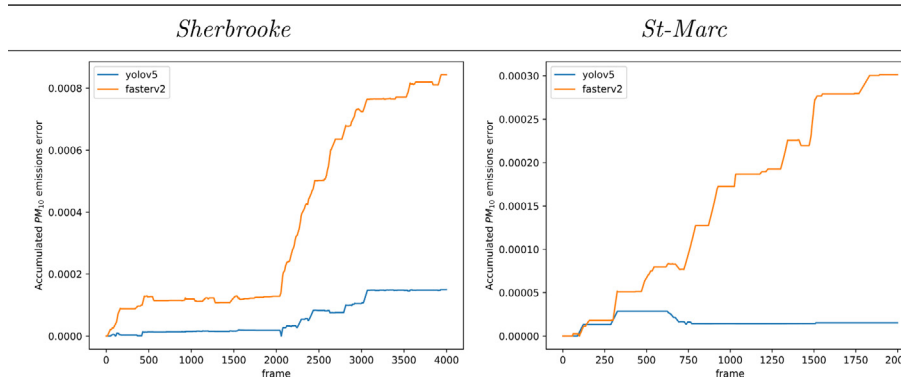 Sherbrooke
St-Marc
yolov5
fasterv2
0.0008
0.0006
0.0004
0.0002
0.0000
Accumulated PM10 emissions error
0 500 1000 1500 2000 2500 3000 3500 4000
frame
yolov5
fasterv2
0.00030
0.00025
0.00020
0.00015
0.00010
0.00005
0.00000
Accumulated PM10 emissions error
0 250 500 750 1000 1250 1500 1750
frame